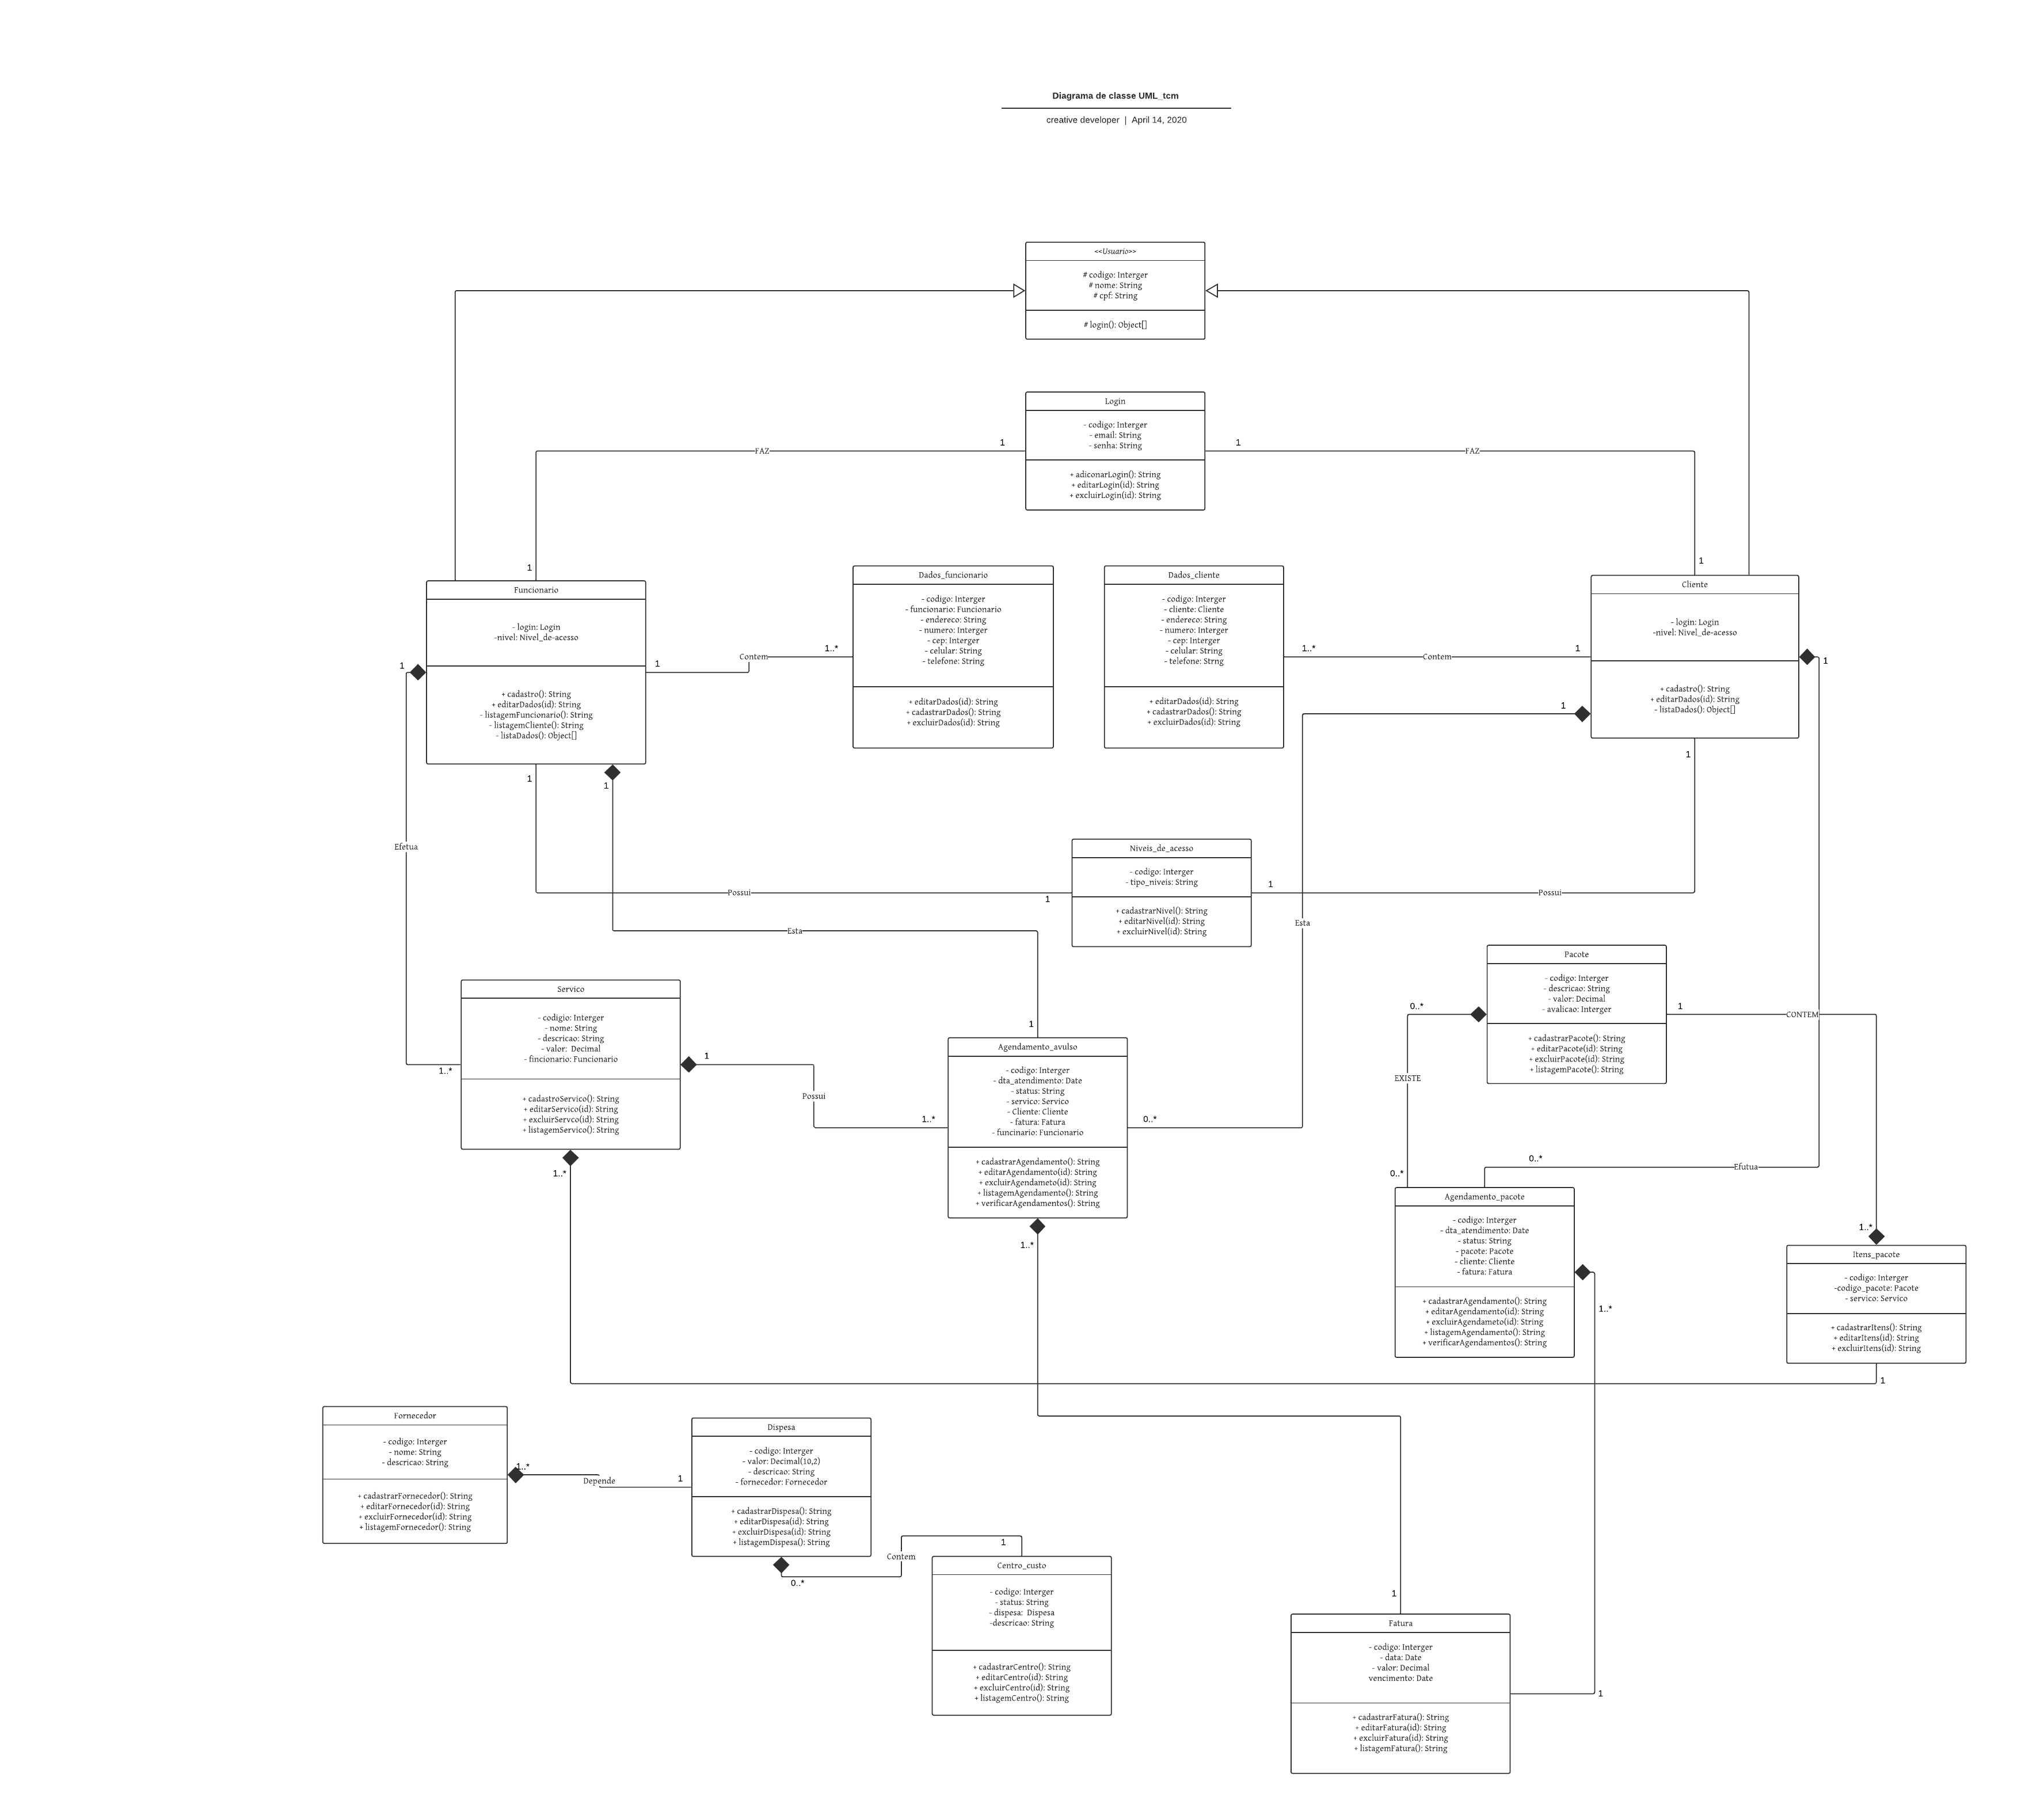 Diagrama de classe UML_tcm
creative developer | April 14, 2020
<<Usuario>>
# codigo: Interger
# nome: String
# cpf: String
# login(): Object[]
Login
- codigo: Interger
- email: String
- senha: String
+ adiconarLogin(): String
+ editarLogin(id): String
+ excluirLogin(id): String
1
FAZ
1
1
FAZ
1
Funcionario
- login: Login
-nivel: Nivel_de-acesso
+ cadastro(): String
+ editarDados(id): String
- listagemFuncionario(): String
- listagemCliente(): String
- listaDados(): Object[]
1
Contem
1..*
Dados_funcionario
- codigo: Interger
- funcionario: Funcionario
- endereco: String
- numero: Interger
- cep: Interger
- celular: String
- telefone: String
+ editarDados(id): String
+ cadastrarDados(): String
+ excluirDados(id): String
Dados_cliente
- codigo: Interger
- cliente: Cliente
- endereco: String
- numero: Interger
- cep: Interger
- celular: String
- telefone: Strng
+ editarDados(id): String
+ cadastrarDados(): String
+ excluirDados(id): String
1..*
Contem
1
Cliente
- login: Login
-nivel: Nivel_de-acesso
+ cadastro(): String
+ editarDados(id): String
- listaDados(): Object[]
1
1
1
1
1
1
Efetua
1..*
Niveis_de_acesso
- codigo: Interger
- tipo_niveis: String
+ cadastrarNivel(): String
+ editarNivel(id): String
+ excluirNivel(id): String
Possui
1
1
Possui
Esta
1
Esta
0..*
Servico
- codigio: Interger
- nome: String
- descricao: String
- valor:  Decimal
- fincionario: Funcionario
+ cadastroServico(): String
+ editarServico(id): String
+ excluirServco(id): String
+ listagemServico(): String
1
Possui
1..*
1..*
Agendamento_avulso
- codigo: Interger
- dta_atendimento: Date
- status: String
- servico: Servico
- Cliente: Cliente
- fatura: Fatura
- funcinario: Funcionario
+ cadastrarAgendamento(): String
+ editarAgendamento(id): String
+ excluirAgendameto(id): String
+ listagemAgendamento(): String
+ verificarAgendamentos(): String
1..*
Pacote
- codigo: Interger
- descricao: String
- valor: Decimal
- avalicao: Interger
+ cadastrarPacote(): String
+ editarPacote(id): String
+ excluirPacote(id): String
+ listagemPacote(): String
0..*
EXISTE
0..*
1
CONTEM
1..*
0..*
Efutua
Agendamento_pacote
- codigo: Interger
- dta_atendimento: Date
- status: String
- pacote: Pacote
- cliente: Cliente
- fatura: Fatura
+ cadastrarAgendamento(): String
+ editarAgendamento(id): String
+ excluirAgendameto(id): String
+ listagemAgendamento(): String
+ verificarAgendamentos(): String
1..*
Itens_pacote
- codigo: Interger
-codigo_pacote: Pacote
- servico: Servico
+ cadastrarItens(): String
+ editarItens(id): String
+ excluirItens(id): String
1
Fornecedor
- codigo: Interger
- nome: String
- descricao: String
+ cadastrarFornecedor(): String
+ editarFornecedor(id): String
+ excluirFornecedor(id): String
+ listagemFornecedor(): String
1..*
Depende
1
Dispesa
- codigo: Interger
- valor: Decimal(10,2)
- descricao: String
- fornecedor: Fornecedor
+ cadastrarDispesa(): String
+ editarDispesa(id): String
+ excluirDispesa(id): String
+ listagemDispesa(): String
0..*
Contem
1
Centro_custo
- codigo: Interger
- status: String
- dispesa:  Dispesa
-descricao: String
+ cadastrarCentro(): String
+ editarCentro(id): String
+ excluirCentro(id): String
+ listagemCentro(): String
1
Fatura
- codigo: Interger
- data: Date
- valor: Decimal
vencimento: Date
+ cadastrarFatura(): String
+ editarFatura(id): String
+ excluirFatura(id): String
+ listagemFatura(): String
1